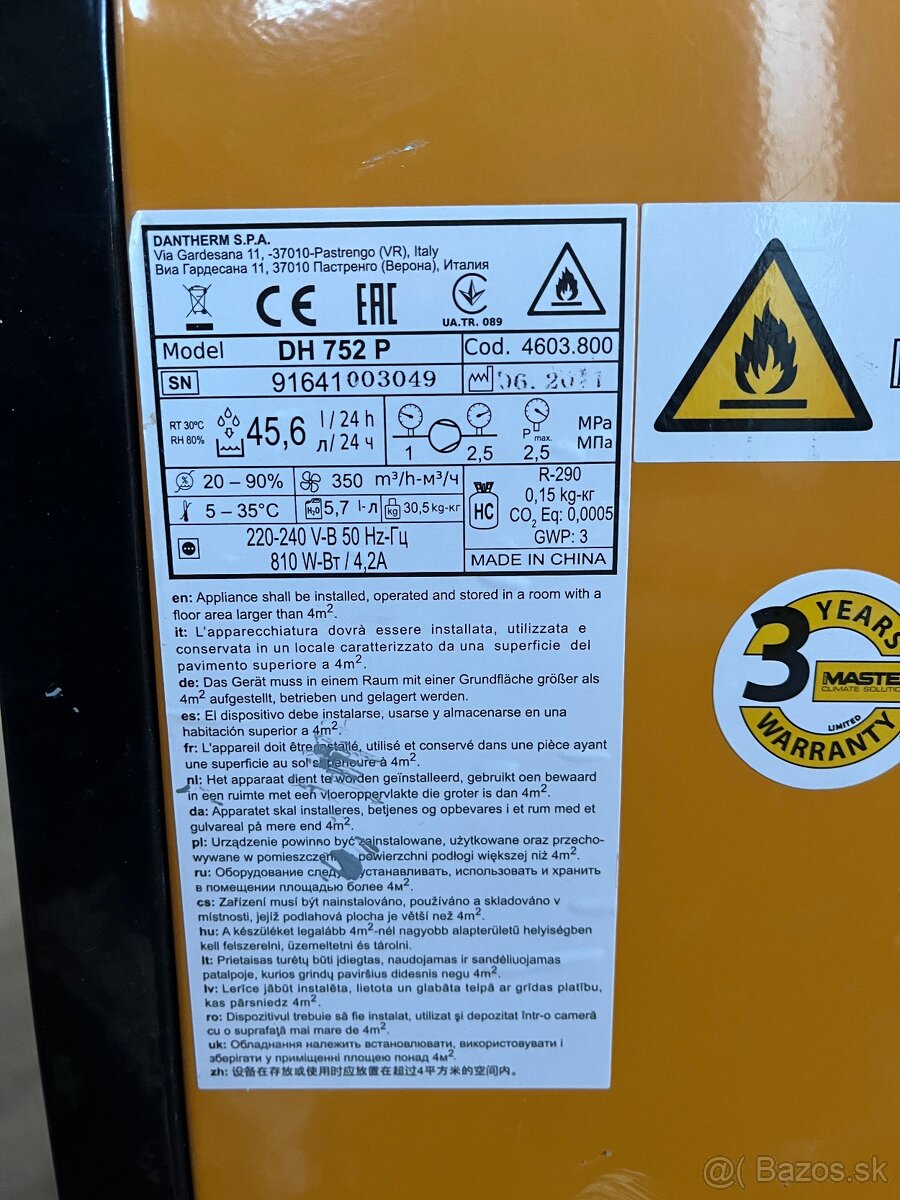 DANTHERM S.P.A.
Via Gardesana 11, -37010-Pastrengo (VR), Italy
Виа Гардесана 11, 37010 Пастренго (Верона), Италия
CE EAC UA.TR. 089
Model DH 752 P Cod. 4603.800
SN 91641003049 06.
RT 30°C
RH 80%
45,6 l / 24 h
л/ 24 ч
1 2,5 P max. 2,5 MPa
МПа
20 – 90% 350 m³/h-м³/ч
5 – 35°C H₂O 5,7 l-л kg 30,5 kg-кг
220-240 V-В 50 Hz-Гц
810 W-Вт / 4,2A
HC
R-290
0,15 kg-кг
CO₂ Eq: 0,0005
GWP: 3
MADE IN CHINA
en: Appliance shall be installed, operated and stored in a room with a
floor area larger than 4m².
it: L'apparecchiatura dovrà essere installata, utilizzata e
conservata in un locale caratterizzato da una superficie del
pavimento superiore a 4m².
de: Das Gerät muss in einem Raum mit einer Grundfläche größer als
4m² aufgestellt, betrieben und gelagert werden.
es: El dispositivo debe instalarse, usarse y almacenarse en una
habitación superior a 4m².
fr: L'appareil doit être installé, utilisé et conservé dans une pièce ayant
une superficie au sol supérieure à 4m².
nl: Het apparaat dient te worden geïnstalleerd, gebruikt oen bewaard
in een ruimte met een vloeroppervlakte die groter is dan 4m².
da: Apparatet skal installeres, betjenes og opbevares i et rum med et
gulvareal på mere end 4m².
pl: Urządzenie powinno być zainstalowane, użytkowane oraz przecho-
wywane w pomieszczeniu powierzchni podłogi większej niż 4m².
ru: Оборудование следует устанавливать, использовать и хранить
в помещении площадью более 4м².
cs: Zařízení musí být nainstalováno, používáno a skladováno v
místnosti, jejíž podlahová plocha je větší než 4m².
hu: A készüléket legalább 4m²-nél nagyobb alapterületű helyiségben
kell felszerelni, üzemeltetni és tárolni.
lt: Prietaisas turėtų būti įdiegtas, naudojamas ir sandėliuojamas
patalpoje, kurios grindų paviršius didesnis negu 4m².
lv: Ierīce jābūt instalēta, lietota un glabāta telpā ar grīdas platību,
kas pārsniedz 4m².
ro: Dispozitivul trebuie să fie instalat, utilizat şi depozitat într-o cameră
cu o suprafaţă mai mare de 4m².
uk: Обладнання належить встановлювати, використовувати і
зберігати у приміщенні площею понад 4м².
zh: 设备在存放或使用时应放置在超过4平方米的空间内。
3 YEARS
MASTE
CLIMATE SOLUTIO
LIMITED
WARRANTY
@( Bazos.sk